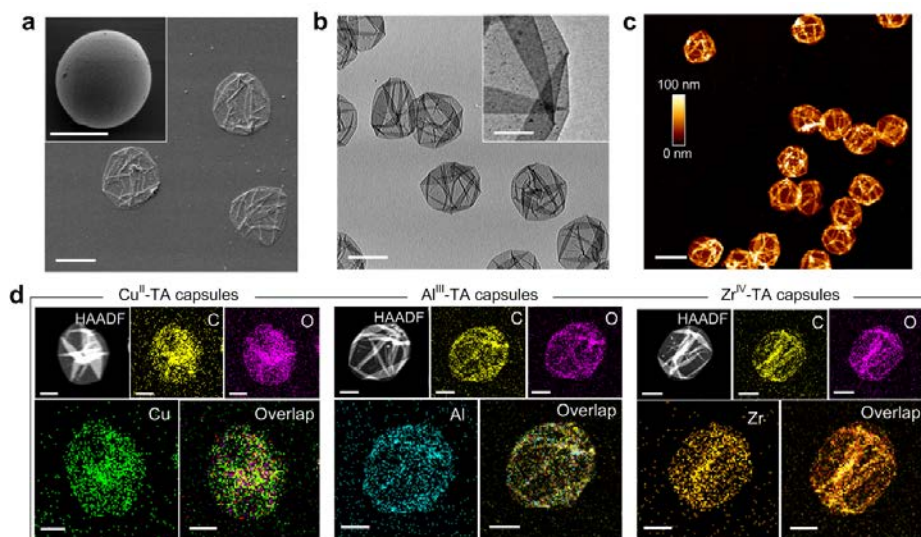 a
b
c
100 nm
0 nm
d
Cu^II-TA capsules
Al^III-TA capsules
Zr^IV-TA capsules
HAADF
C
O
HAADF
C
O
HAADF
C
O
Cu
Overlap
Al
Overlap
Zr
Overlap